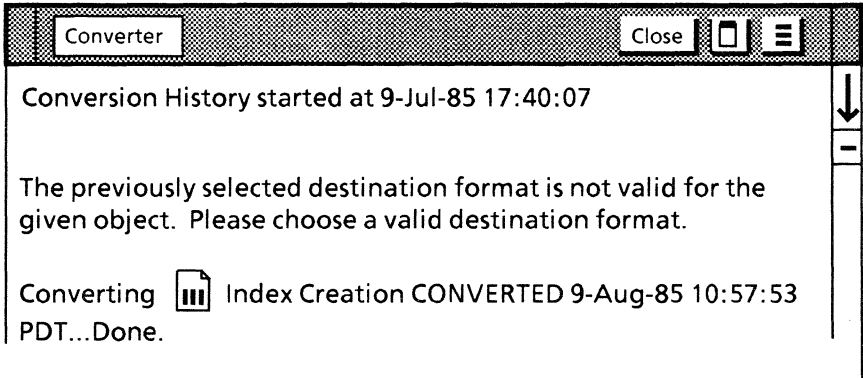 Converter Close
Conversion History started at 9-Jul-85 17:40:07
The previously selected destination format is not valid for the
given object. Please choose a valid destination format.
Converting Index Creation CONVERTED 9-Aug-85 10:57:53
PDT...Done.